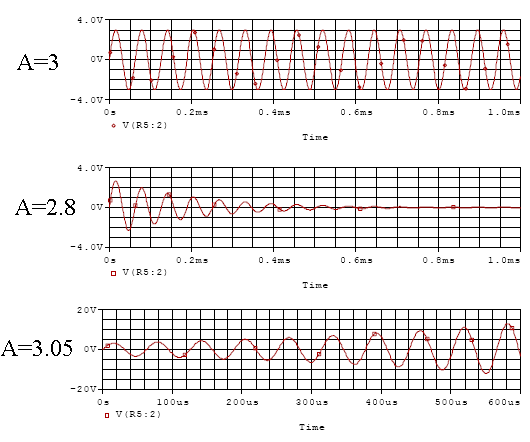 A=3
4.0V
0V
-4.0V
0s 0.2ms 0.4ms 0.6ms 0.8ms 1.0ms
V(R5:2)
Time
A=2.8
4.0V
0V
-4.0V
0s 0.2ms 0.4ms 0.6ms 0.8ms 1.0ms
V(R5:2)
Time
A=3.05
20V
0V
-20V
0s 100us 200us 300us 400us 500us 600us
V(R5:2)
Time